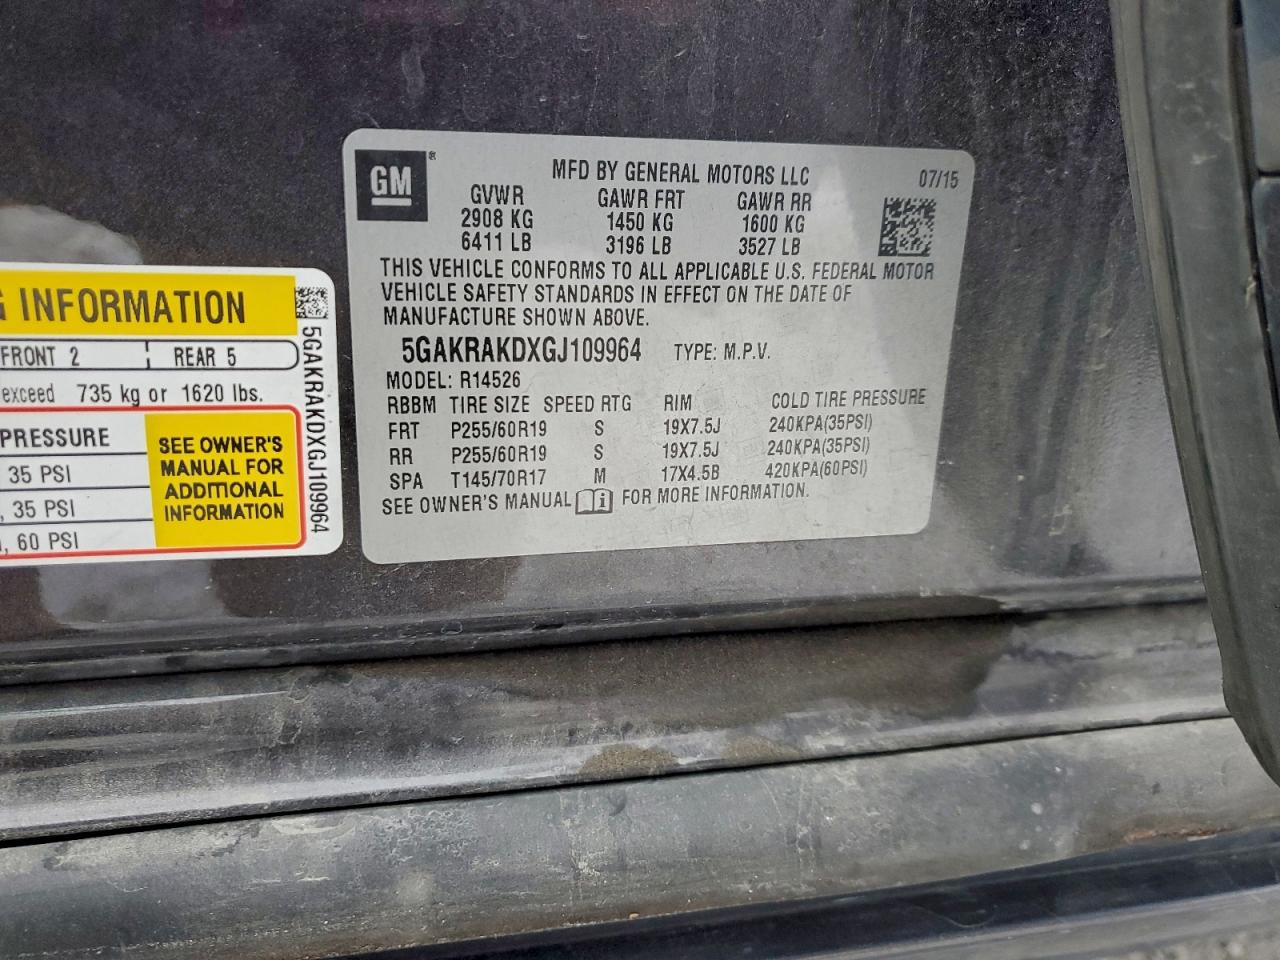 GM®
MFD BY GENERAL MOTORS LLC 07/15
GVWR GAWR FRT GAWR RR
2908 KG 1450 KG 1600 KG
6411 LB 3196 LB 3527 LB
THIS VEHICLE CONFORMS TO ALL APPLICABLE U.S. FEDERAL MOTOR
VEHICLE SAFETY STANDARDS IN EFFECT ON THE DATE OF
MANUFACTURE SHOWN ABOVE.
5GAKRAKDXGJ109964 TYPE: M.P.V.
MODEL: R14526
RBBM TIRE SIZE SPEED RTG RIM COLD TIRE PRESSURE
FRT P255/60R19 S 19X7.5J 240KPA(35PSI)
RR P255/60R19 S 19X7.5J 240KPA(35PSI)
SPA T145/70R17 M 17X4.5B 420KPA(60PSI)
SEE OWNER'S MANUAL i FOR MORE INFORMATION.
INFORMATION
FRONT 2 REAR 5
exceed 735 kg or 1620 lbs.
PRESSURE
35 PSI
, 35 PSI
, 60 PSI
SEE OWNER'S
MANUAL FOR
ADDITIONAL
INFORMATION
5GAKRAKDXGJ109964